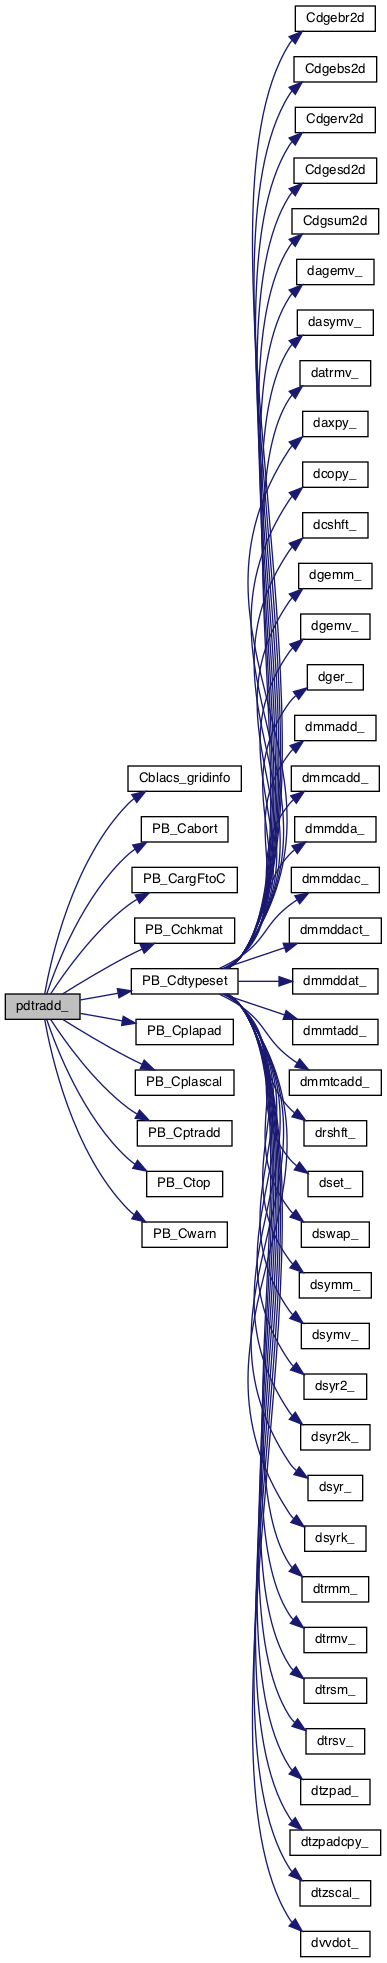 Cdgebr2d
Cdgebs2d
Cdgerv2d
Cdgesd2d
Cdgsum2d
dagemv_
dasymv_
datrmv_
daxpy_
dcopy_
dcshft_
dgemm_
dgemv_
dger_
dmmadd_
Cblacs_gridinfo
dmmcadd_
PB_Cabort
dmmdda_
PB_CargFtoC
dmmddac_
PB_Cchkmat
dmmddact_
pdtradd_
PB_Cdtypeset
dmmddat_
PB_Cplapad
dmmtadd_
PB_Cplascal
dmmtcadd_
PB_Cptradd
drshft_
PB_Ctop
dset_
PB_Cwarn
dswap_
dsymm_
dsymv_
dsyr2_
dsyr2k_
dsyr_
dsyrk_
dtrmm_
dtrmv_
dtrsm_
dtrsv_
dtzpad_
dtzpadcpy_
dtzscal_
dvvdot_